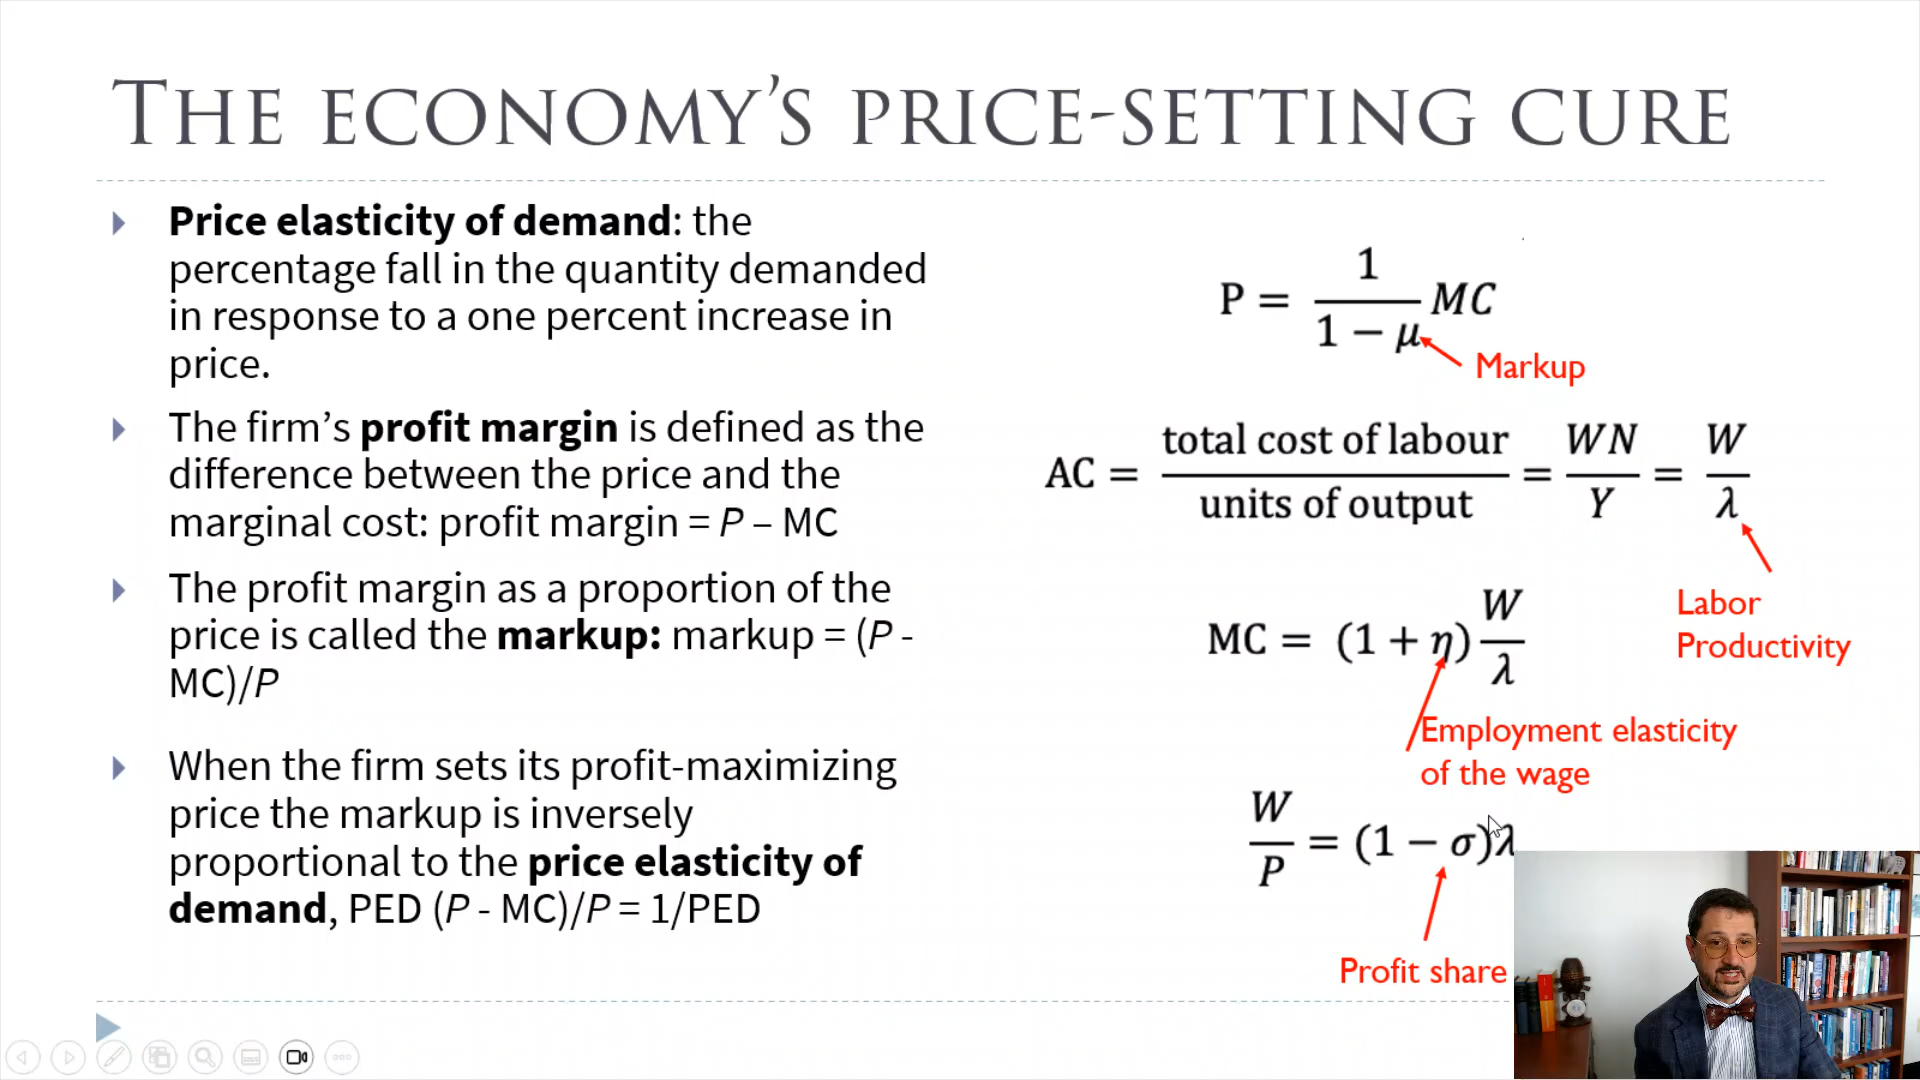 THE ECONOMY'S PRICE-SETTING CURE
Price elasticity of demand: the
percentage fall in the quantity demanded
in response to a one percent increase in
price.
The firm's profit margin is defined as the
difference between the price and the
marginal cost: profit margin = P – MC
The profit margin as a proportion of the
price is called the markup: markup = (P -
MC)/P
When the firm sets its profit-maximizing
price the markup is inversely
proportional to the price elasticity of
demand, PED (P - MC)/P = 1/PED
P = 1 / (1 − μ) MC
Markup
AC = total cost of labour / units of output = WN / Y = W / λ
Labor
Productivity
MC = (1 + η) W / λ
Employment elasticity
of the wage
W / P = (1 − σ)λ
Profit share